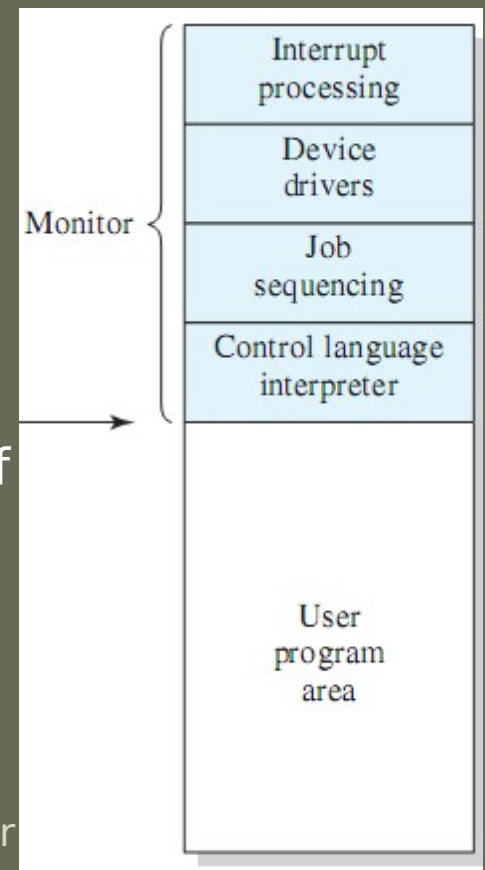 Interrupt
processing
Device
drivers
Monitor
Job
sequencing
Control language
interpreter
f
User
program
area
r